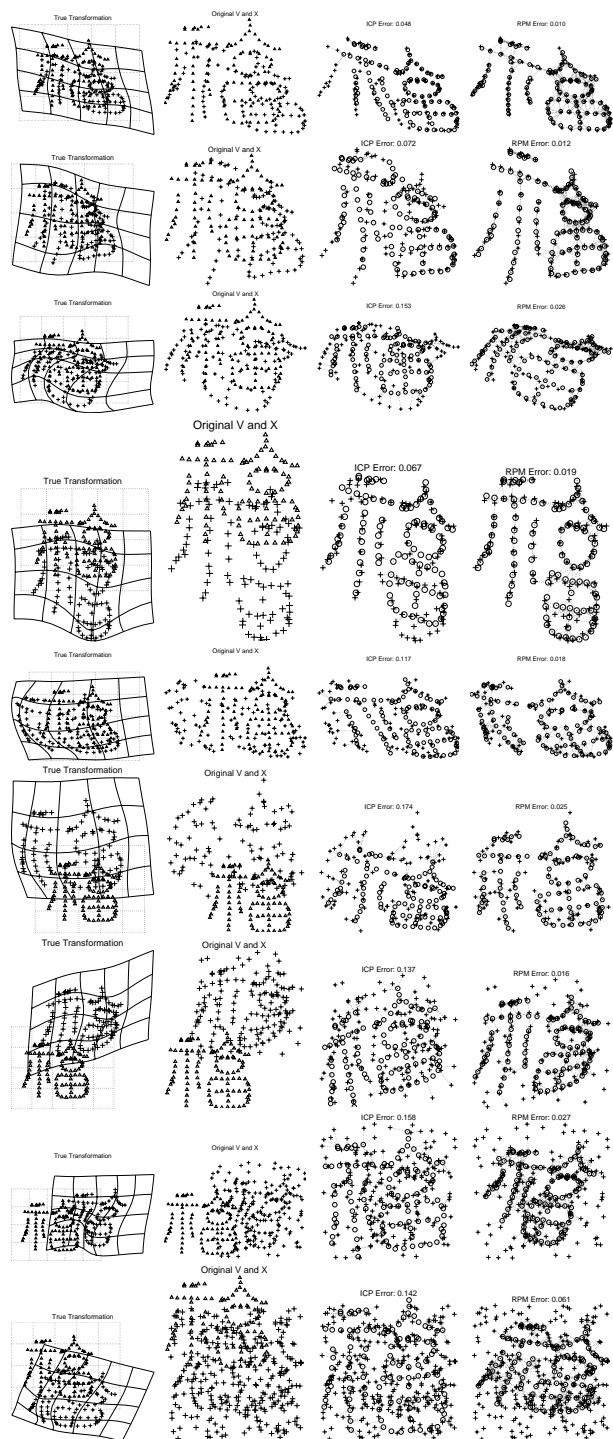 True Transformation
Original V and X
ICP Error: 0.048
RPM Error: 0.010
True Transformation
Original V and X
ICP Error: 0.072
RPM Error: 0.012
True Transformation
Original V and X
ICP Error: 0.153
RPM Error: 0.026
True Transformation
Original V and X
ICP Error: 0.067
RPM Error: 0.019
True Transformation
Original V and X
ICP Error: 0.117
RPM Error: 0.018
True Transformation
Original V and X
ICP Error: 0.174
RPM Error: 0.025
True Transformation
Original V and X
ICP Error: 0.137
RPM Error: 0.016
True Transformation
Original V and X
ICP Error: 0.158
RPM Error: 0.027
True Transformation
Original V and X
ICP Error: 0.142
RPM Error: 0.061